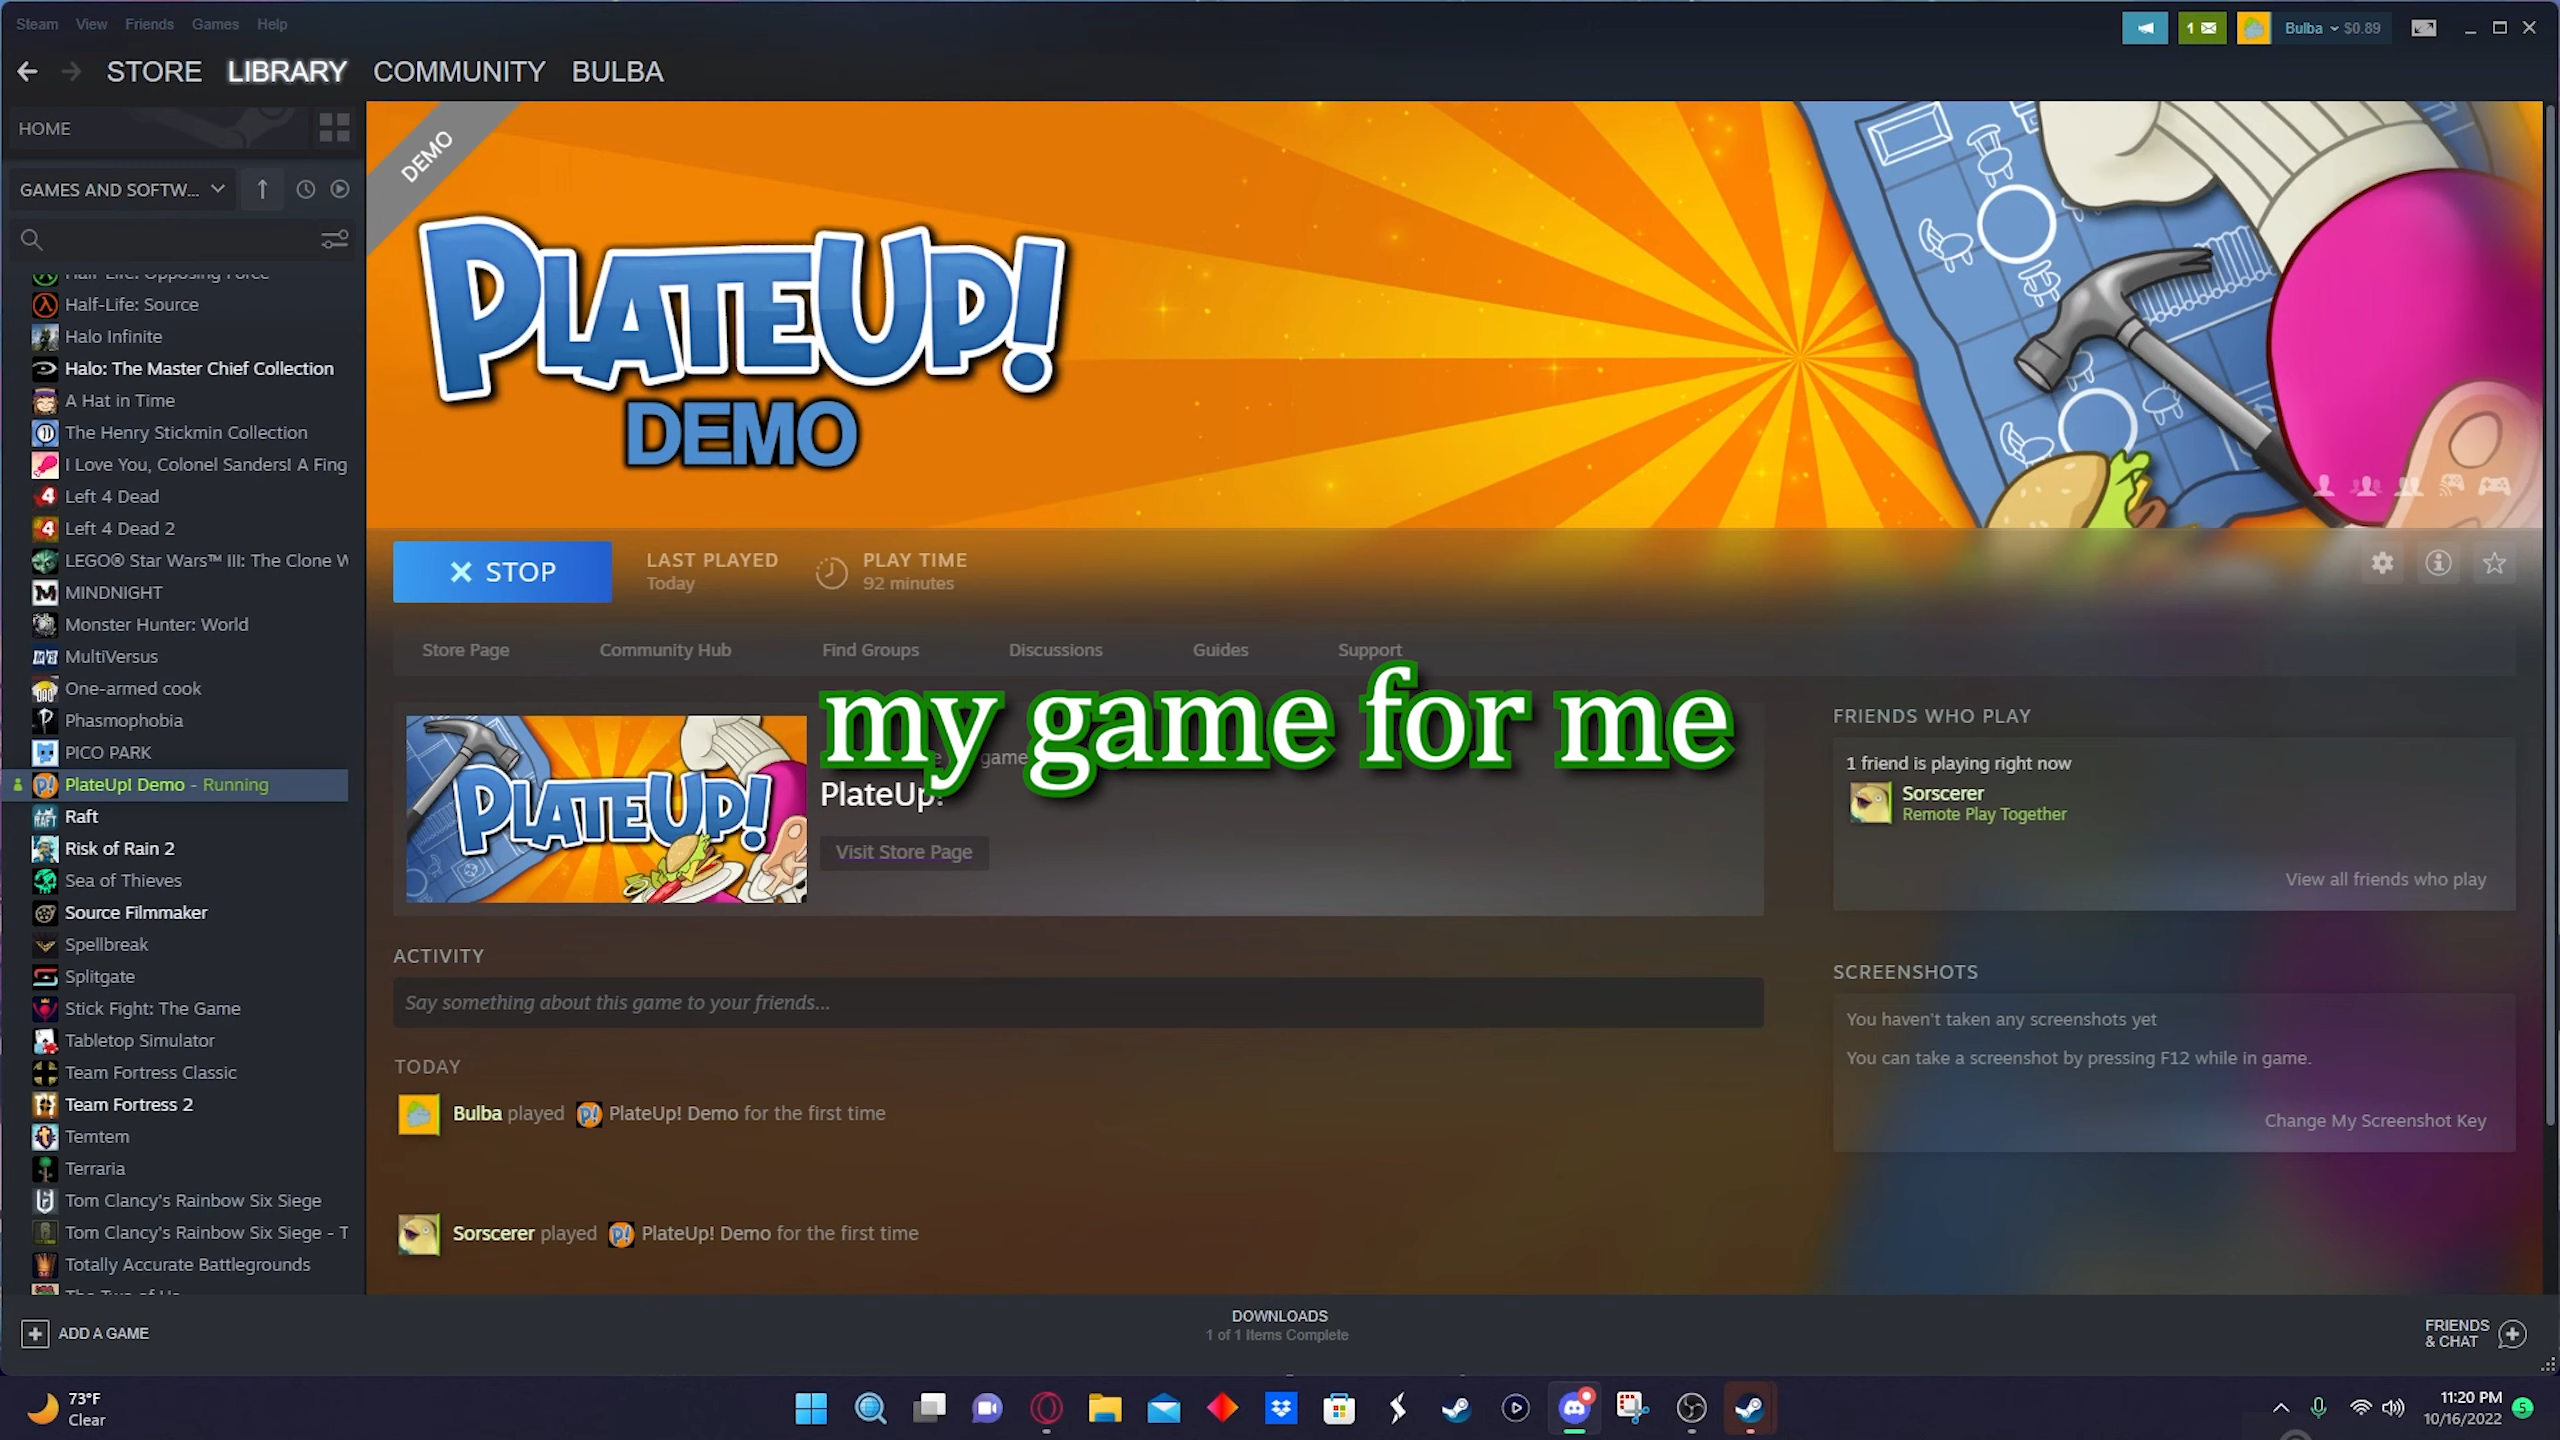 Steam View Friends Games Help
1
Bulba $0.89
STORE LIBRARY COMMUNITY BULBA
HOME
GAMES AND SOFTW...
Half-Life: Opposing Force
Half-Life: Source
Halo Infinite
Halo: The Master Chief Collection
A Hat in Time
The Henry Stickmin Collection
I Love You, Colonel Sanders! A Fing
Left 4 Dead
Left 4 Dead 2
LEGO® Star Wars™ III: The Clone W
MINDNIGHT
Monster Hunter: World
MultiVersus
One-armed cook
Phasmophobia
PICO PARK
PlateUp! Demo - Running
Raft
Risk of Rain 2
Sea of Thieves
Source Filmmaker
Spellbreak
Splitgate
Stick Fight: The Game
Tabletop Simulator
Team Fortress Classic
Team Fortress 2
Temtem
Terraria
Tom Clancy's Rainbow Six Siege
Tom Clancy's Rainbow Six Siege - T
Totally Accurate Battlegrounds
ADD A GAME
DEMO
PLATEUP!
DEMO
STOP
LAST PLAYED
Today
PLAY TIME
92 minutes
Store Page Community Hub Find Groups Discussions Guides Support
my game for me
PLATEUP!
game
PlateUp!
Visit Store Page
FRIENDS WHO PLAY
1 friend is playing right now
Sorscerer
Remote Play Together
View all friends who play
ACTIVITY
Say something about this game to your friends...
SCREENSHOTS
You haven't taken any screenshots yet
You can take a screenshot by pressing F12 while in game.
Change My Screenshot Key
TODAY
Bulba played PlateUp! Demo for the first time
Sorscerer played PlateUp! Demo for the first time
DOWNLOADS
1 of 1 Items Complete
FRIENDS
& CHAT
73°F
Clear
11:20 PM
10/16/2022
5